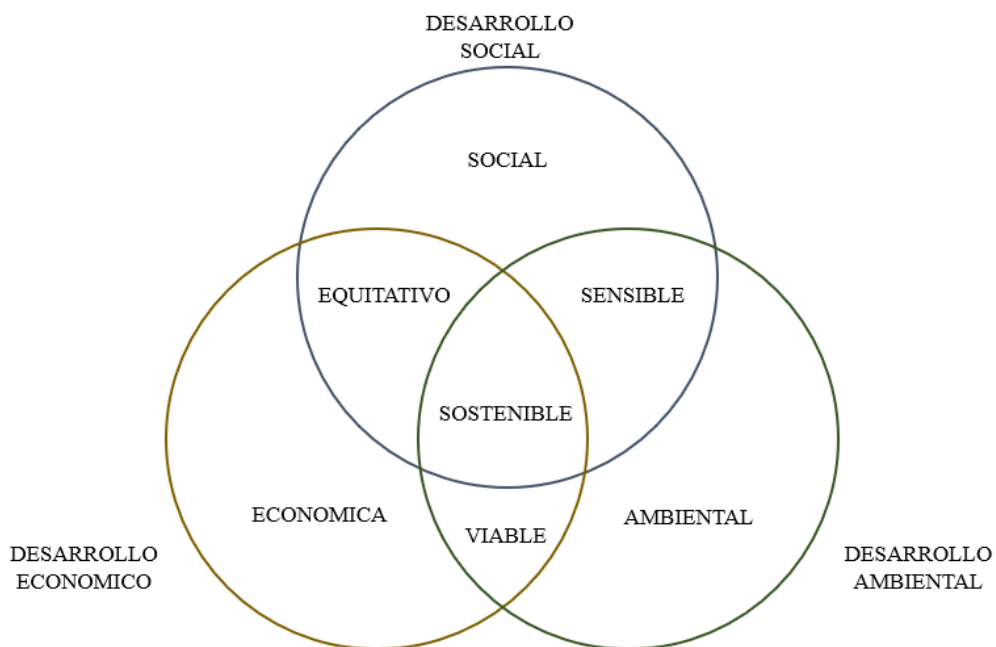 DESARROLLO
SOCIAL
SOCIAL
EQUITATIVO
SENSIBLE
SOSTENIBLE
ECONOMICA
AMBIENTAL
VIABLE
DESARROLLO
ECONOMICO
DESARROLLO
AMBIENTAL